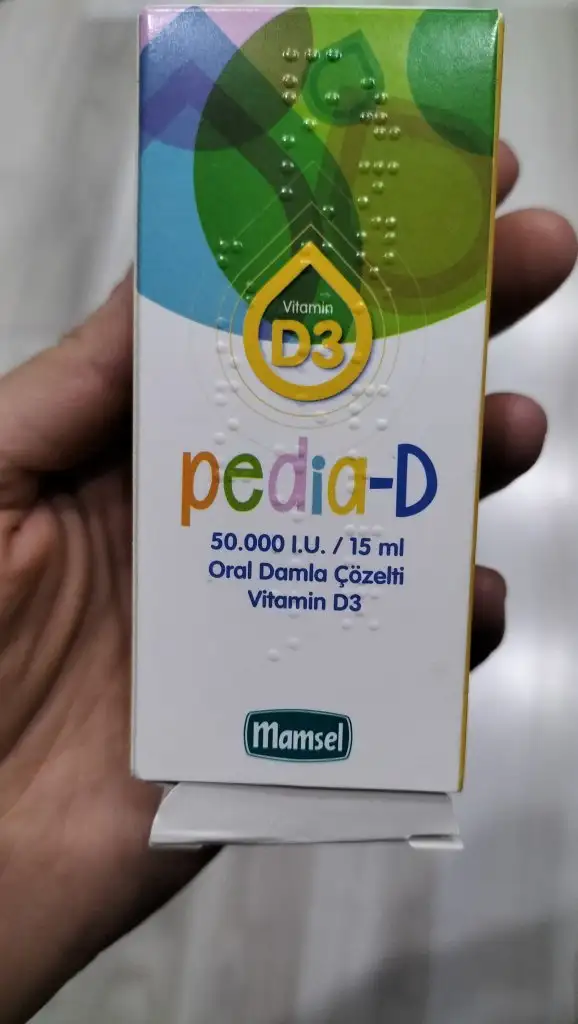 Vitamin
D3
pedia-D
50.000 I.U. / 15 ml
Oral Damla Çözelti
Vitamin D3
Mamsel